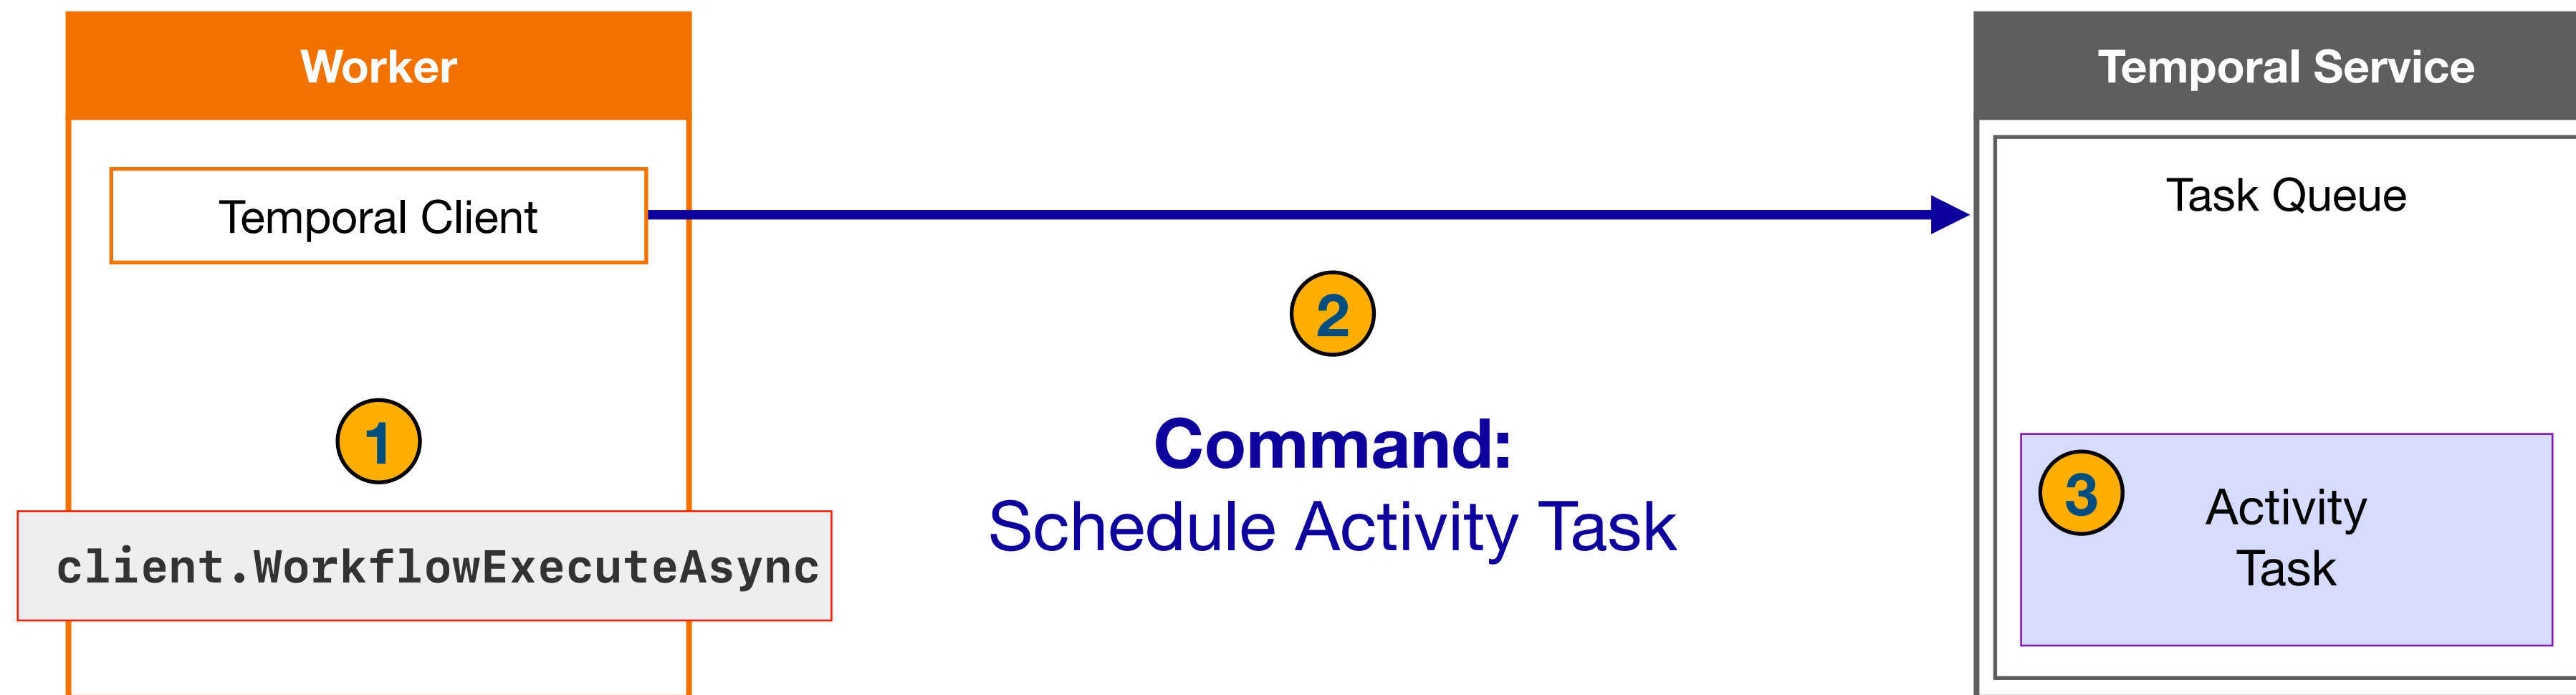 Worker
Temporal Client
1
client.WorkflowExecuteAsync
2
Command:
Schedule Activity Task
Temporal Service
Task Queue
3
Activity
Task